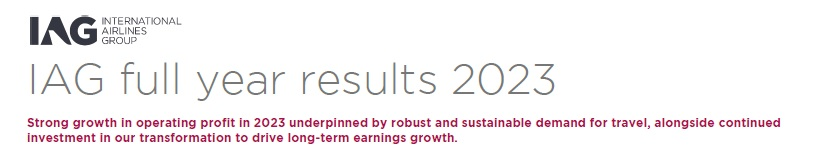 IAG INTERNATIONAL
AIRLINES
GROUP
IAG full year results 2023
Strong growth in operating profit in 2023 underpinned by robust and sustainable demand for travel, alongside continued
investment in our transformation to drive long-term earnings growth.